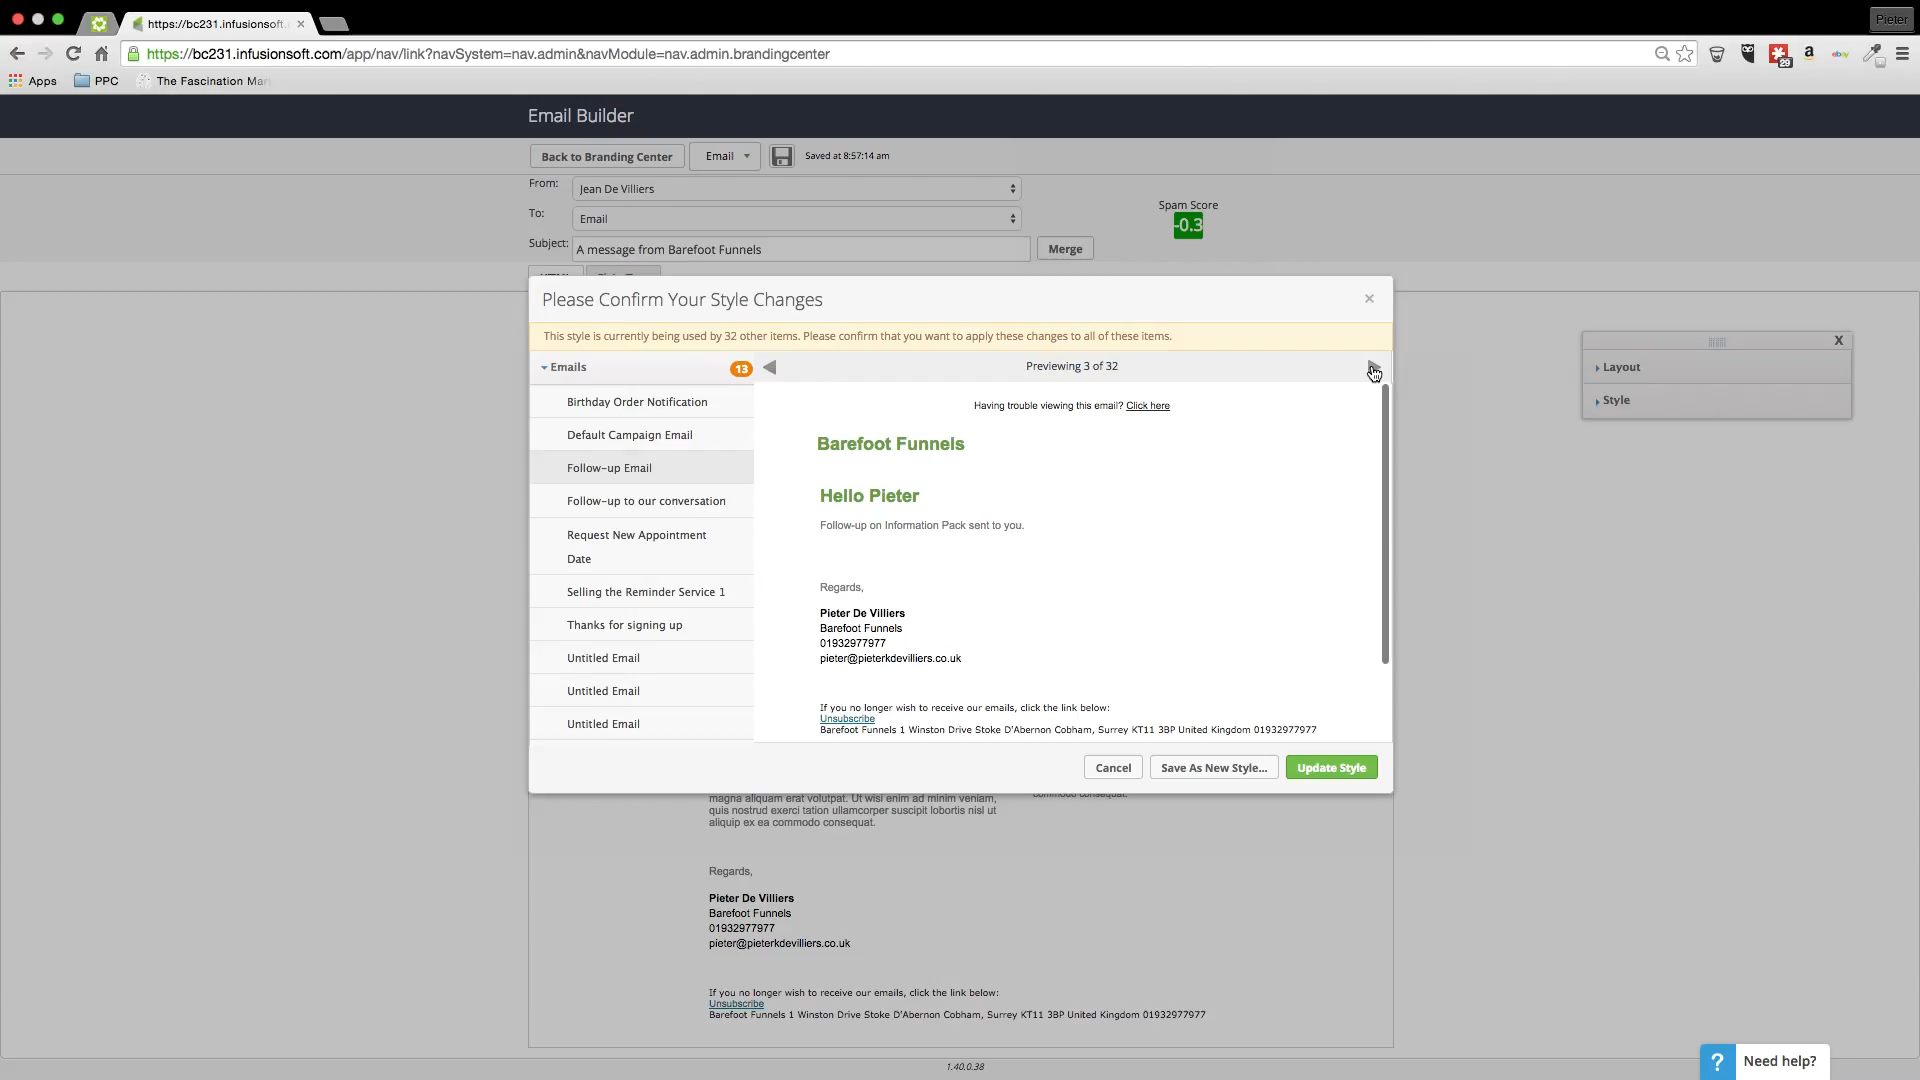 https://bc231.infusionsoft.
Pieter
https://bc231.infusionsoft.com/app/nav/link?navSystem=nav.admin&navModule=nav.admin.brandingcenter
29
Apps
PPC
The Fascination Mar
Email Builder
Back to Branding Center
Email
Saved at 8:57:14 am
From:
Jean De Villiers
To:
Email
Subject:
A message from Barefoot Funnels
Merge
Spam Score
-0.3
Please Confirm Your Style Changes
×
This style is currently being used by 32 other items. Please confirm that you want to apply these changes to all of these items.
Emails
13
Previewing 3 of 32
Birthday Order Notification
Default Campaign Email
Follow-up Email
Follow-up to our conversation
Request New Appointment
Date
Selling the Reminder Service 1
Thanks for signing up
Untitled Email
Untitled Email
Untitled Email
Having trouble viewing this email? Click here
Barefoot Funnels
Hello Pieter
Follow-up on Information Pack sent to you.
Regards,
Pieter De Villiers
Barefoot Funnels
01932977977
pieter@pieterkdevilliers.co.uk
If you no longer wish to receive our emails, click the link below:
Unsubscribe
Barefoot Funnels 1 Winston Drive Stoke D'Abernon Cobham, Surrey KT11 3BP United Kingdom 01932977977
Cancel
Save As New Style...
Update Style
X
Layout
Style
magna aliquam erat volutpat. Ut wisi enim ad minim veniam,
quis nostrud exerci tation ullamcorper suscipit lobortis nisl ut
aliquip ex ea commodo consequat.
commodo consequat.
Regards,
Pieter De Villiers
Barefoot Funnels
01932977977
pieter@pieterkdevilliers.co.uk
If you no longer wish to receive our emails, click the link below:
Unsubscribe
Barefoot Funnels 1 Winston Drive Stoke D'Abernon Cobham, Surrey KT11 3BP United Kingdom 01932977977
1.40.0.38
? Need help?